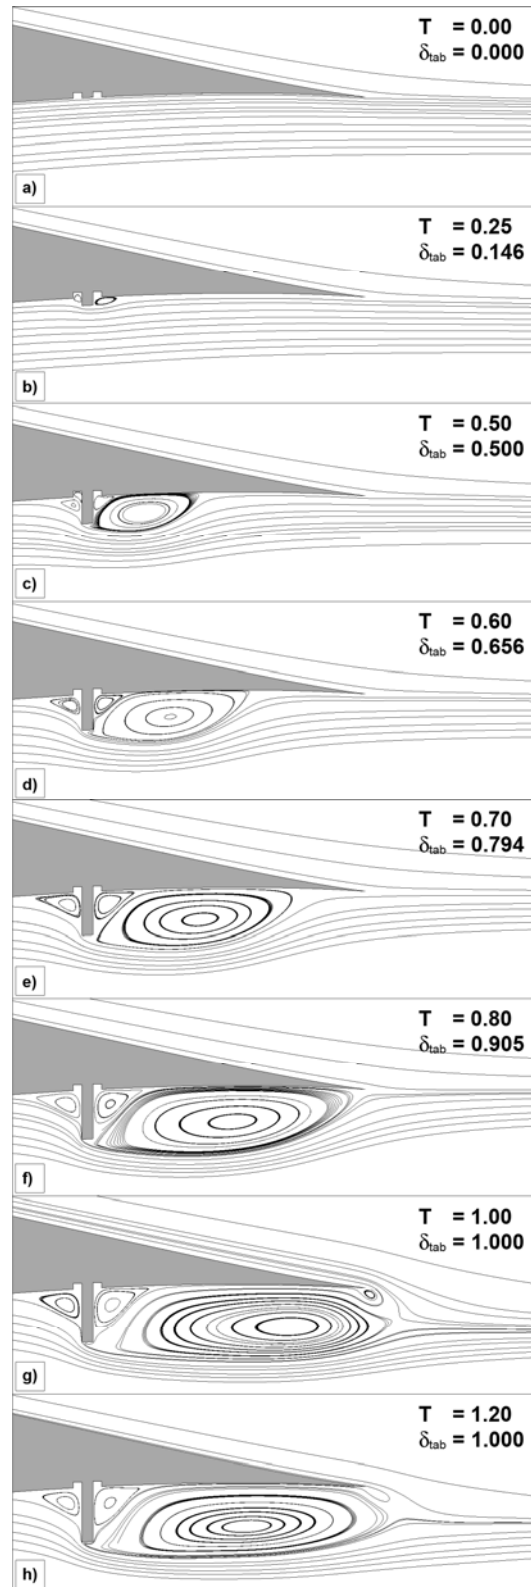 T = 0.00
δtab = 0.000
a)
T = 0.25
δtab = 0.146
b)
T = 0.50
δtab = 0.500
c)
T = 0.60
δtab = 0.656
d)
T = 0.70
δtab = 0.794
e)
T = 0.80
δtab = 0.905
f)
T = 1.00
δtab = 1.000
g)
T = 1.20
δtab = 1.000
h)